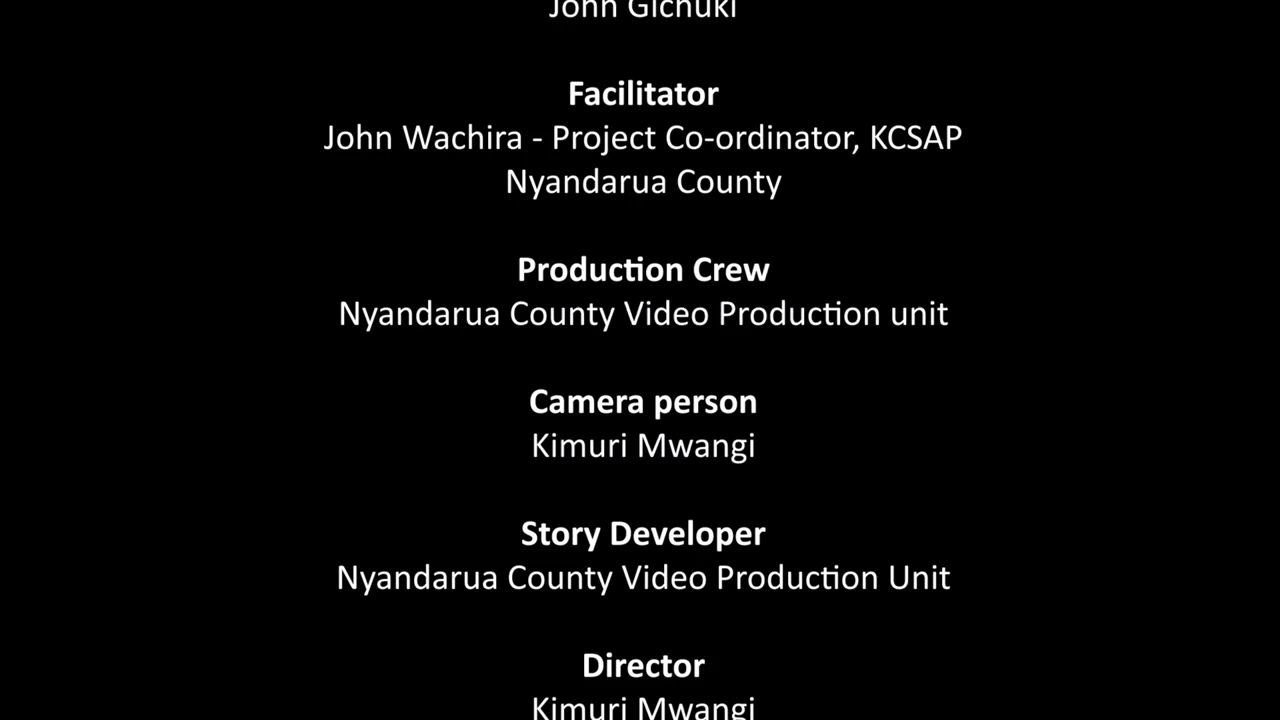 John Gichuki
Facilitator
John Wachira - Project Co-ordinator, KCSAP
Nyandarua County
Production Crew
Nyandarua County Video Production unit
Camera person
Kimuri Mwangi
Story Developer
Nyandarua County Video Production Unit
Director
Kimuri Mwangi